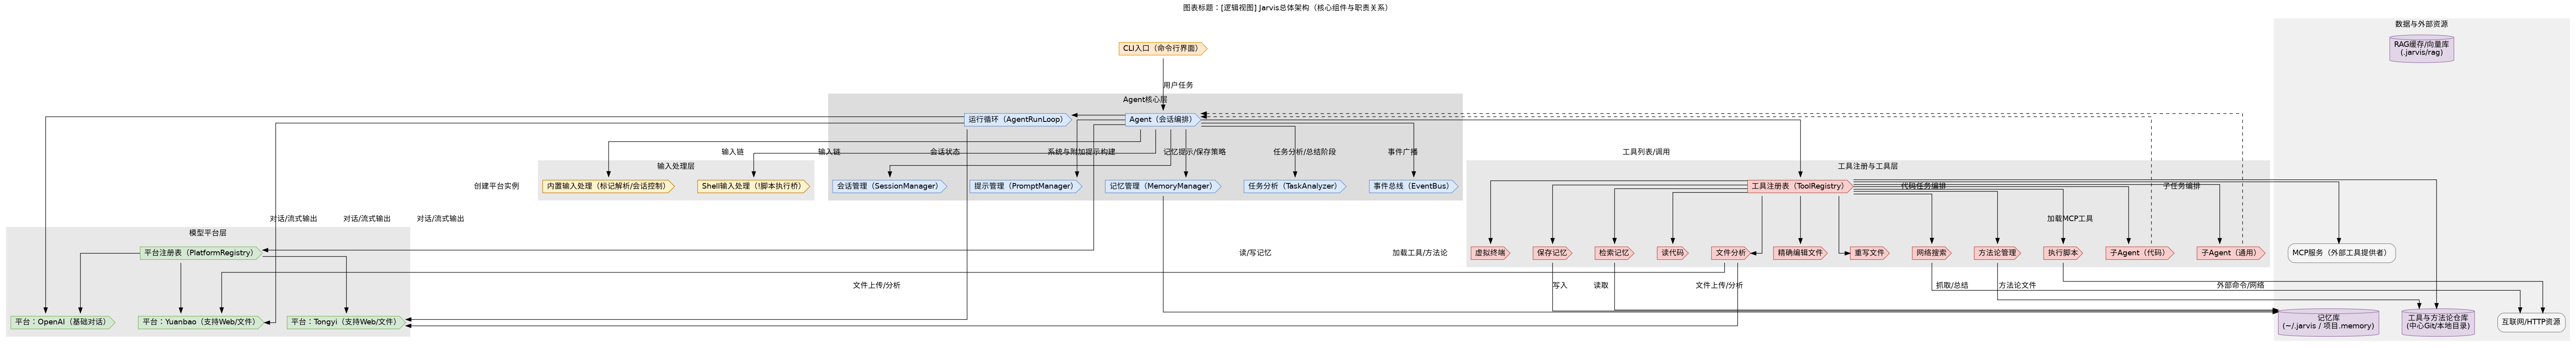 图表标题：[逻辑视图] Jarvis总体架构（核心组件与职责关系）
数据与外部资源
CLI入口（命令行界面）
RAG缓存/向量库
(.jarvis/rag)
用户任务
Agent核心层
运行循环（AgentRunLoop）
Agent（会话编排）
输入链
输入链
会话状态
系统与附加提示构建
记忆提示/保存策略
任务分析/总结阶段
事件广播
工具列表/调用
输入处理层
工具注册与工具层
创建平台实例
内置输入处理（标记解析/会话控制）
Shell输入处理（!脚本执行桥）
会话管理（SessionManager）
提示管理（PromptManager）
记忆管理（MemoryManager）
任务分析（TaskAnalyzer）
事件总线（EventBus）
工具注册表（ToolRegistry）
代码任务编排
子任务编排
对话/流式输出
对话/流式输出
对话/流式输出
加载MCP工具
模型平台层
平台注册表（PlatformRegistry）
读/写记忆
加载工具/方法论
虚拟终端
保存记忆
检索记忆
读代码
文件分析
精确编辑文件
重写文件
网络搜索
方法论管理
执行脚本
子Agent（代码）
子Agent（通用）
MCP服务（外部工具提供者）
文件上传/分析
写入
读取
文件上传/分析
抓取/总结
方法论文件
外部命令/网络
平台：OpenAI（基础对话）
平台：Yuanbao（支持Web/文件）
平台：Tongyi（支持Web/文件）
记忆库
(~/.jarvis / 项目.memory)
工具与方法论仓库
(中心Git/本地目录)
互联网/HTTP资源